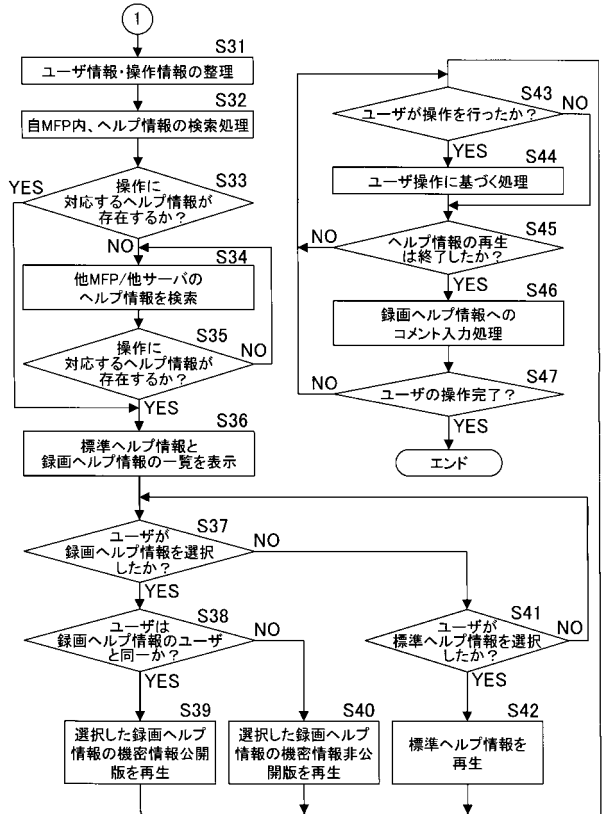 1
S31
ユーザ情報・操作情報の整理
S32
自MFP内、ヘルプ情報の検索処理
S33
操作に
対応するヘルプ情報が
存在するか？
YES
NO
S34
他MFP/他サーバの
ヘルプ情報を検索
S35
操作に
対応するヘルプ情報が
存在するか？
NO
YES
S36
標準ヘルプ情報と
録画ヘルプ情報の一覧を表示
S37
ユーザが
録画ヘルプ情報を選択
したか？
NO
YES
S38
ユーザは
録画ヘルプ情報のユーザ
と同一か？
NO
YES
S39
選択した録画ヘルプ
情報の機密情報公開
版を再生
S40
選択した録画ヘルプ
情報の機密情報非公
開版を再生
S41
ユーザが
標準ヘルプ情報を選択
したか？
NO
YES
S42
標準ヘルプ情報を
再生
S43
ユーザが操作を行ったか？
NO
YES
S44
ユーザ操作に基づく処理
S45
ヘルプ情報の再生
は終了したか？
NO
YES
S46
録画ヘルプ情報への
コメント入力処理
S47
ユーザの操作完了？
NO
YES
エンド